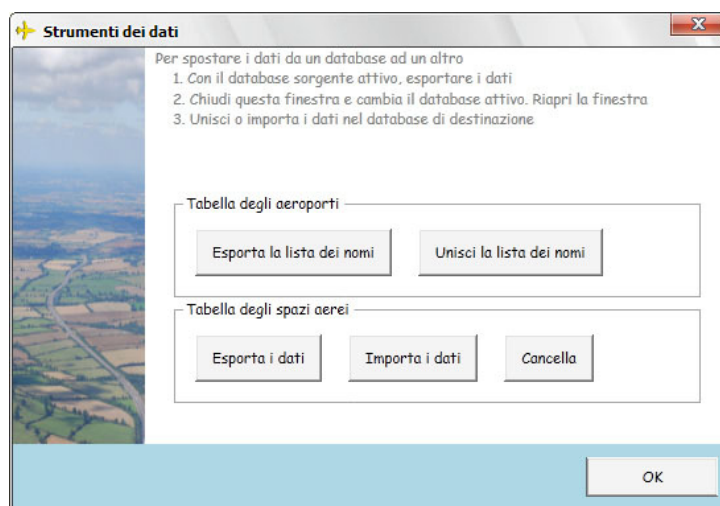 Strumenti dei dati
Per spostare i dati da un database ad un altro
1. Con il database sorgente attivo, esportare i dati
2. Chiudi questa finestra e cambia il database attivo. Riapri la finestra
3. Unisci o importa i dati nel database di destinazione
Tabella degli aeroporti
Esporta la lista dei nomi Unisci la lista dei nomi
Tabella degli spazi aerei
Esporta i dati Importa i dati Cancella
OK